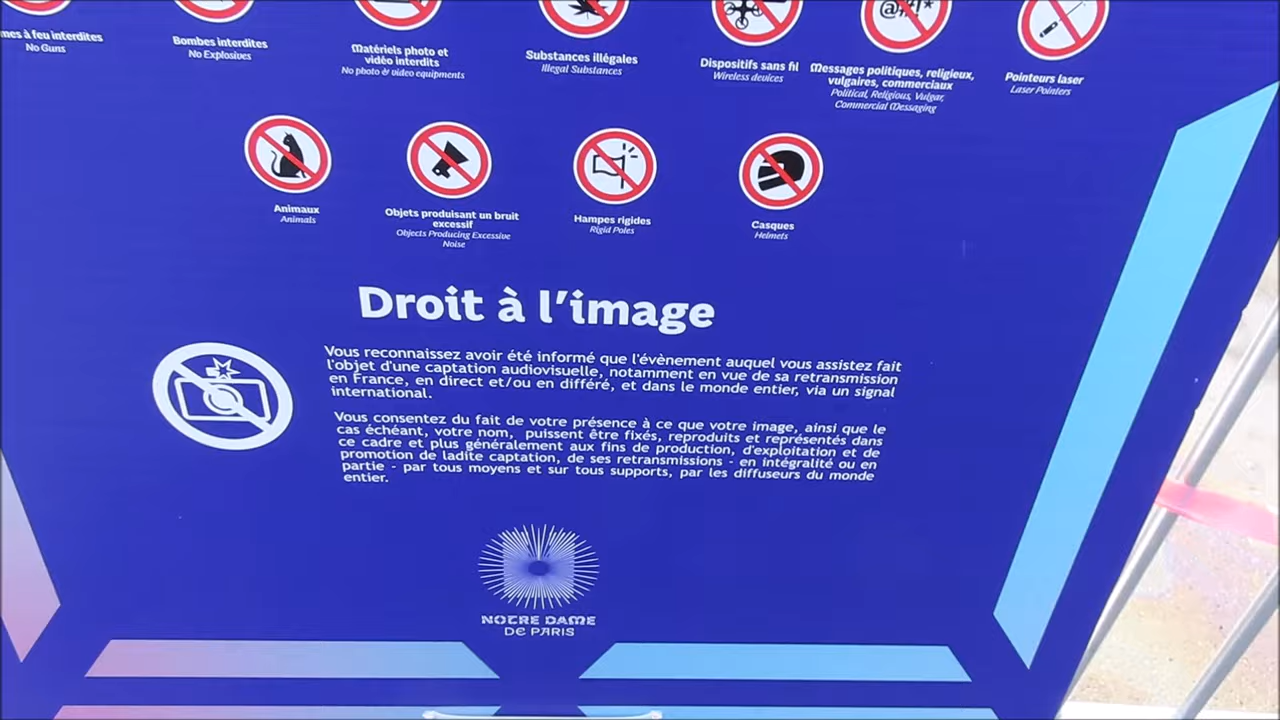 mes à feu interdites
No Guns
Bombes interdites
No Explosives
Matériels photo et
vidéo interdits
No photo & video equipments
Substances illégales
Illegal Substances
Dispositifs sans fil
Wireless devices
@#!*
Messages politiques, religieux,
vulgaires, commerciaux
Political, Religious, Vulgar,
Commercial Messaging
Pointeurs laser
Laser Pointers
Animaux
Animals
Objets produisant un bruit
excessif
Objects Producing Excessive
Noise
Hampes rigides
Rigid Poles
Casques
Helmets
Droit à l'image
Vous reconnaissez avoir été informé que l'évènement auquel vous assistez fait
l'objet d'une captation audiovisuelle, notamment en vue de sa retransmission
en France, en direct et/ou en différé, et dans le monde entier, via un signal
international.
Vous consentez du fait de votre présence à ce que votre image, ainsi que le
cas échéant, votre nom, puissent être fixés, reproduits et représentés dans
ce cadre et plus généralement aux fins de production, d'exploitation et de
promotion de ladite captation, de ses retransmissions - en intégralité ou en
partie - par tous moyens et sur tous supports, par les diffuseurs du monde
entier.
NOTRE DAME
DE PARIS